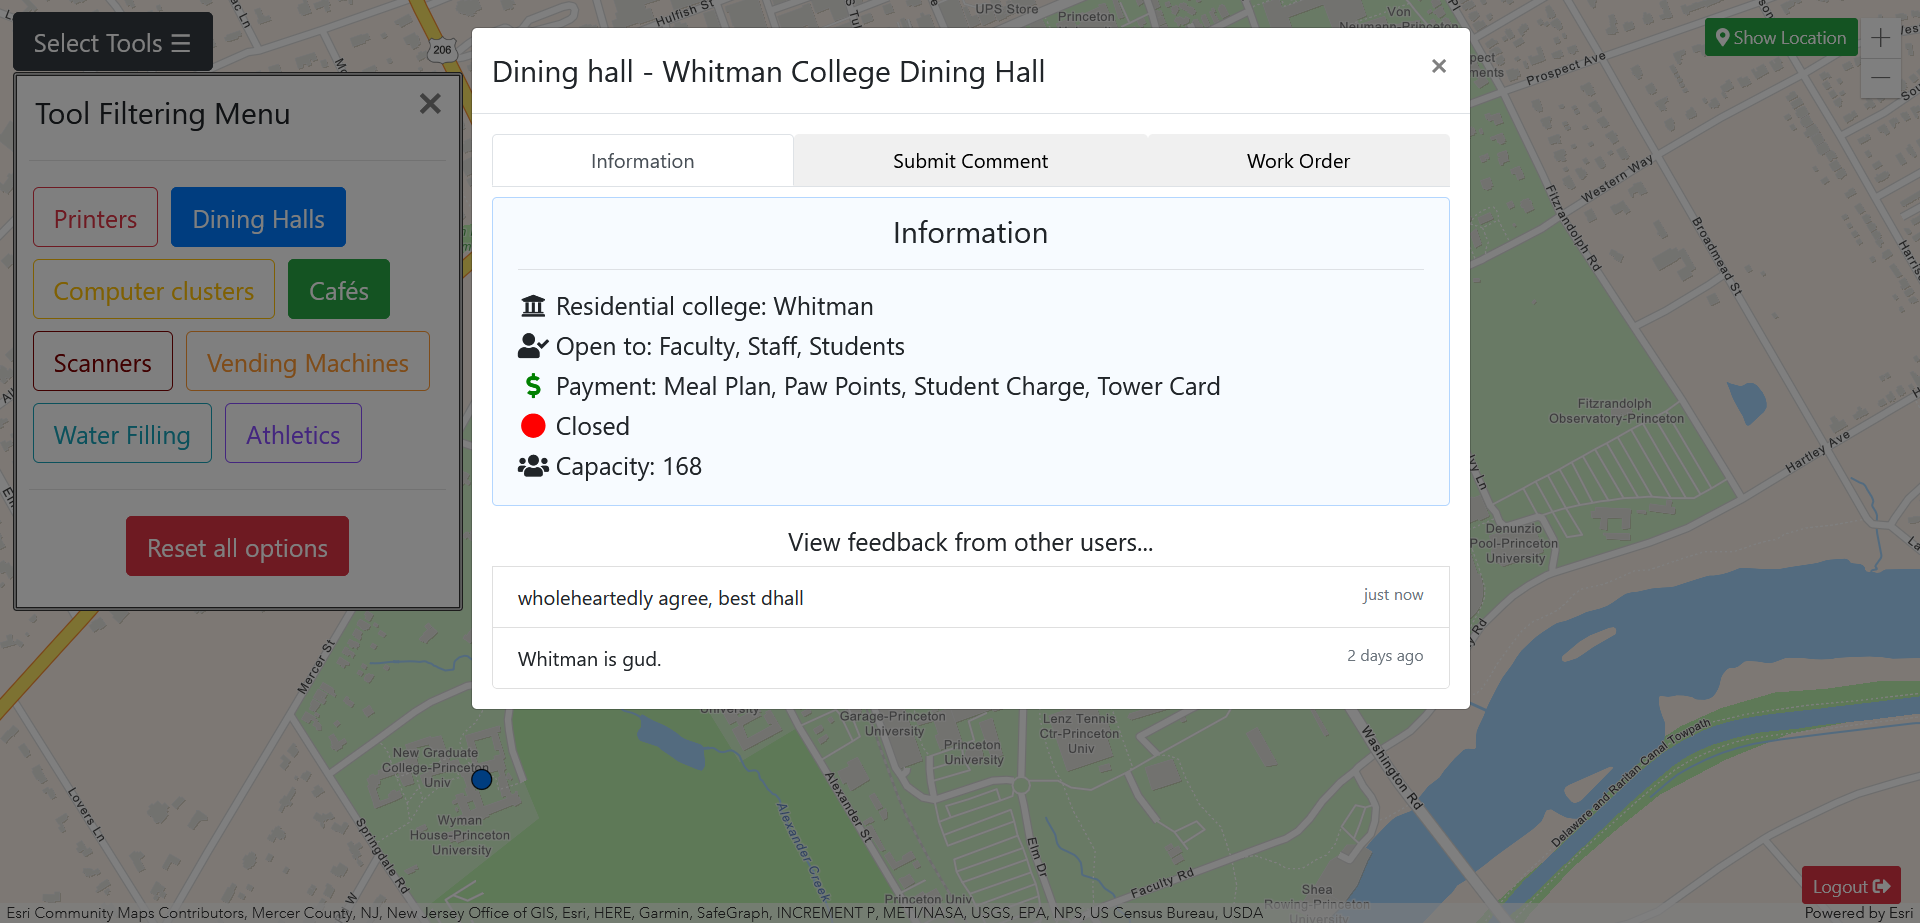 Select Tools ☰
Tool Filtering Menu
×
Printers
Dining Halls
Computer clusters
Cafés
Scanners
Vending Machines
Water Filling
Athletics
Reset all options
Dining hall - Whitman College Dining Hall
×
Information
Submit Comment
Work Order
Information
Residential college: Whitman
Open to: Faculty, Staff, Students
$ Payment: Meal Plan, Paw Points, Student Charge, Tower Card
Closed
Capacity: 168
View feedback from other users...
wholeheartedly agree, best dhall
just now
Whitman is gud.
2 days ago
Show Location
+
−
Hulfish St
UPS Store
Princeton
Von
Neumann-Princeton
206
Prospect Ave
Western Way
Fitzrandolph Rd
Broadmead St
Fitzrandolph
Observatory-Princeton
Hartley Ave
Denunzio
Pool-Princeton
University
Mercer St
Garage-Princeton
University
Lenz Tennis
Ctr-Princeton
Univ
Princeton
University
New Graduate
College-Princeton
Univ
Wyman
House-Princeton
University
Lovers Ln
Springdale Rd
Alexander St
Alexander Creek
Elm Dr
Faculty Rd
Washington Rd
Delaware and Raritan Canal Towpath
Princeton Univ
Shea
Rowing-Princeton
Logout
Esri Community Maps Contributors, Mercer County, NJ, New Jersey Office of GIS, Esri, HERE, Garmin, SafeGraph, INCREMENT P, METI/NASA, USGS, EPA, NPS, US Census Bureau, USDA
Powered by Esri